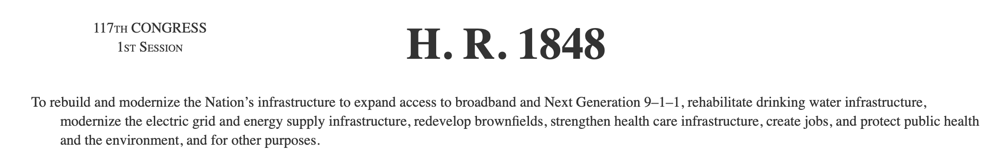 117TH CONGRESS
1ST SESSION
H. R. 1848
To rebuild and modernize the Nation’s infrastructure to expand access to broadband and Next Generation 9–1–1, rehabilitate drinking water infrastructure,
modernize the electric grid and energy supply infrastructure, redevelop brownfields, strengthen health care infrastructure, create jobs, and protect public health
and the environment, and for other purposes.